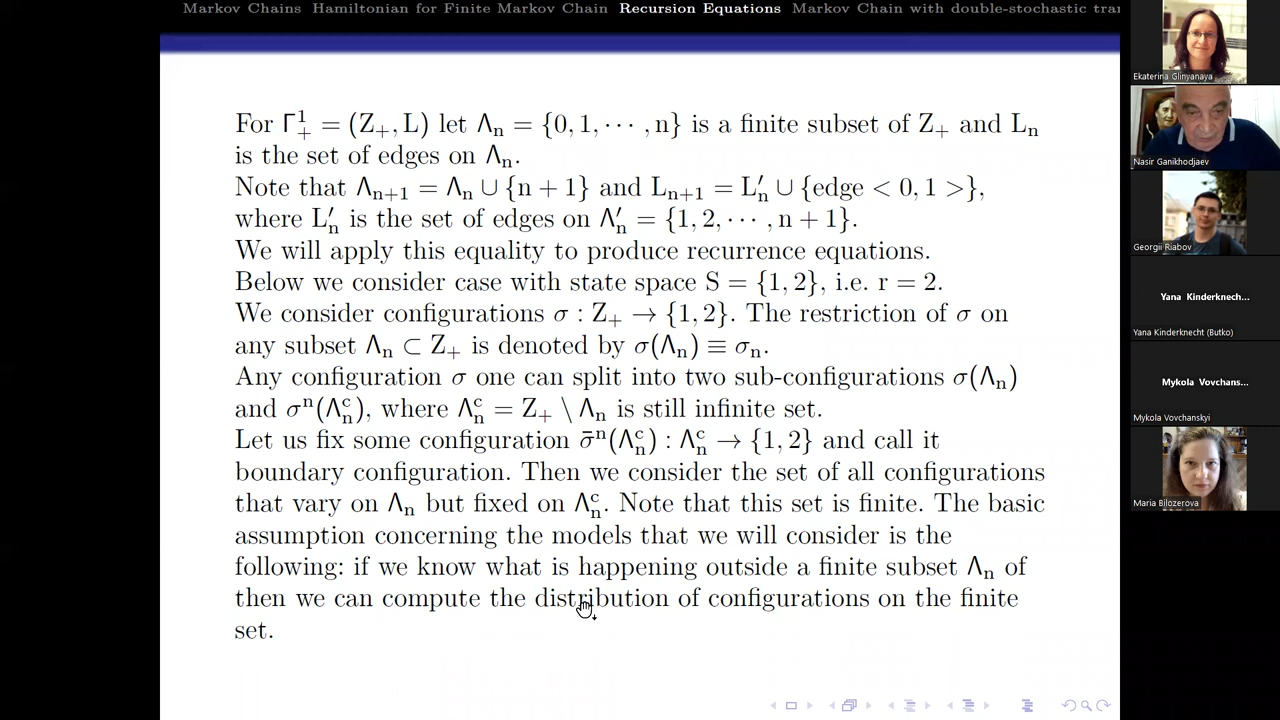 Markov Chains Hamiltonian for Finite Markov Chain Recursion Equations Markov Chain with double-stochastic tran
For Γ¹₊ = (Z₊, L) let Λₙ = {0, 1, ⋯ , n} is a finite subset of Z₊ and Lₙ
is the set of edges on Λₙ.
Note that Λₙ₊₁ = Λₙ ∪ {n + 1} and Lₙ₊₁ = L′ₙ ∪ {edge < 0, 1 >},
where L′ₙ is the set of edges on Λ′ₙ = {1, 2, ⋯ , n + 1}.
We will apply this equality to produce recurrence equations.
Below we consider case with state space S = {1, 2}, i.e. r = 2.
We consider configurations σ : Z₊ → {1, 2}. The restriction of σ on
any subset Λₙ ⊂ Z₊ is denoted by σ(Λₙ) ≡ σₙ.
Any configuration σ one can split into two sub-configurations σ(Λₙ)
and σⁿ(Λₙᶜ), where Λₙᶜ = Z₊ \ Λₙ is still infinite set.
Let us fix some configuration σ̄ⁿ(Λₙᶜ) : Λₙᶜ → {1, 2} and call it
boundary configuration. Then we consider the set of all configurations
that vary on Λₙ but fixed on Λₙᶜ. Note that this set is finite. The basic
assumption concerning the models that we will consider is the
following: if we know what is happening outside a finite subset Λₙ of
then we can compute the distribution of configurations on the finite
set.
Ekaterina Glinyanaya
Nasir Ganikhodjaev
Georgii Riabov
Yana Kinderknech...
Yana Kinderknecht (Butko)
Mykola Vovchans...
Mykola Vovchanskyi
Maria Bilozerova